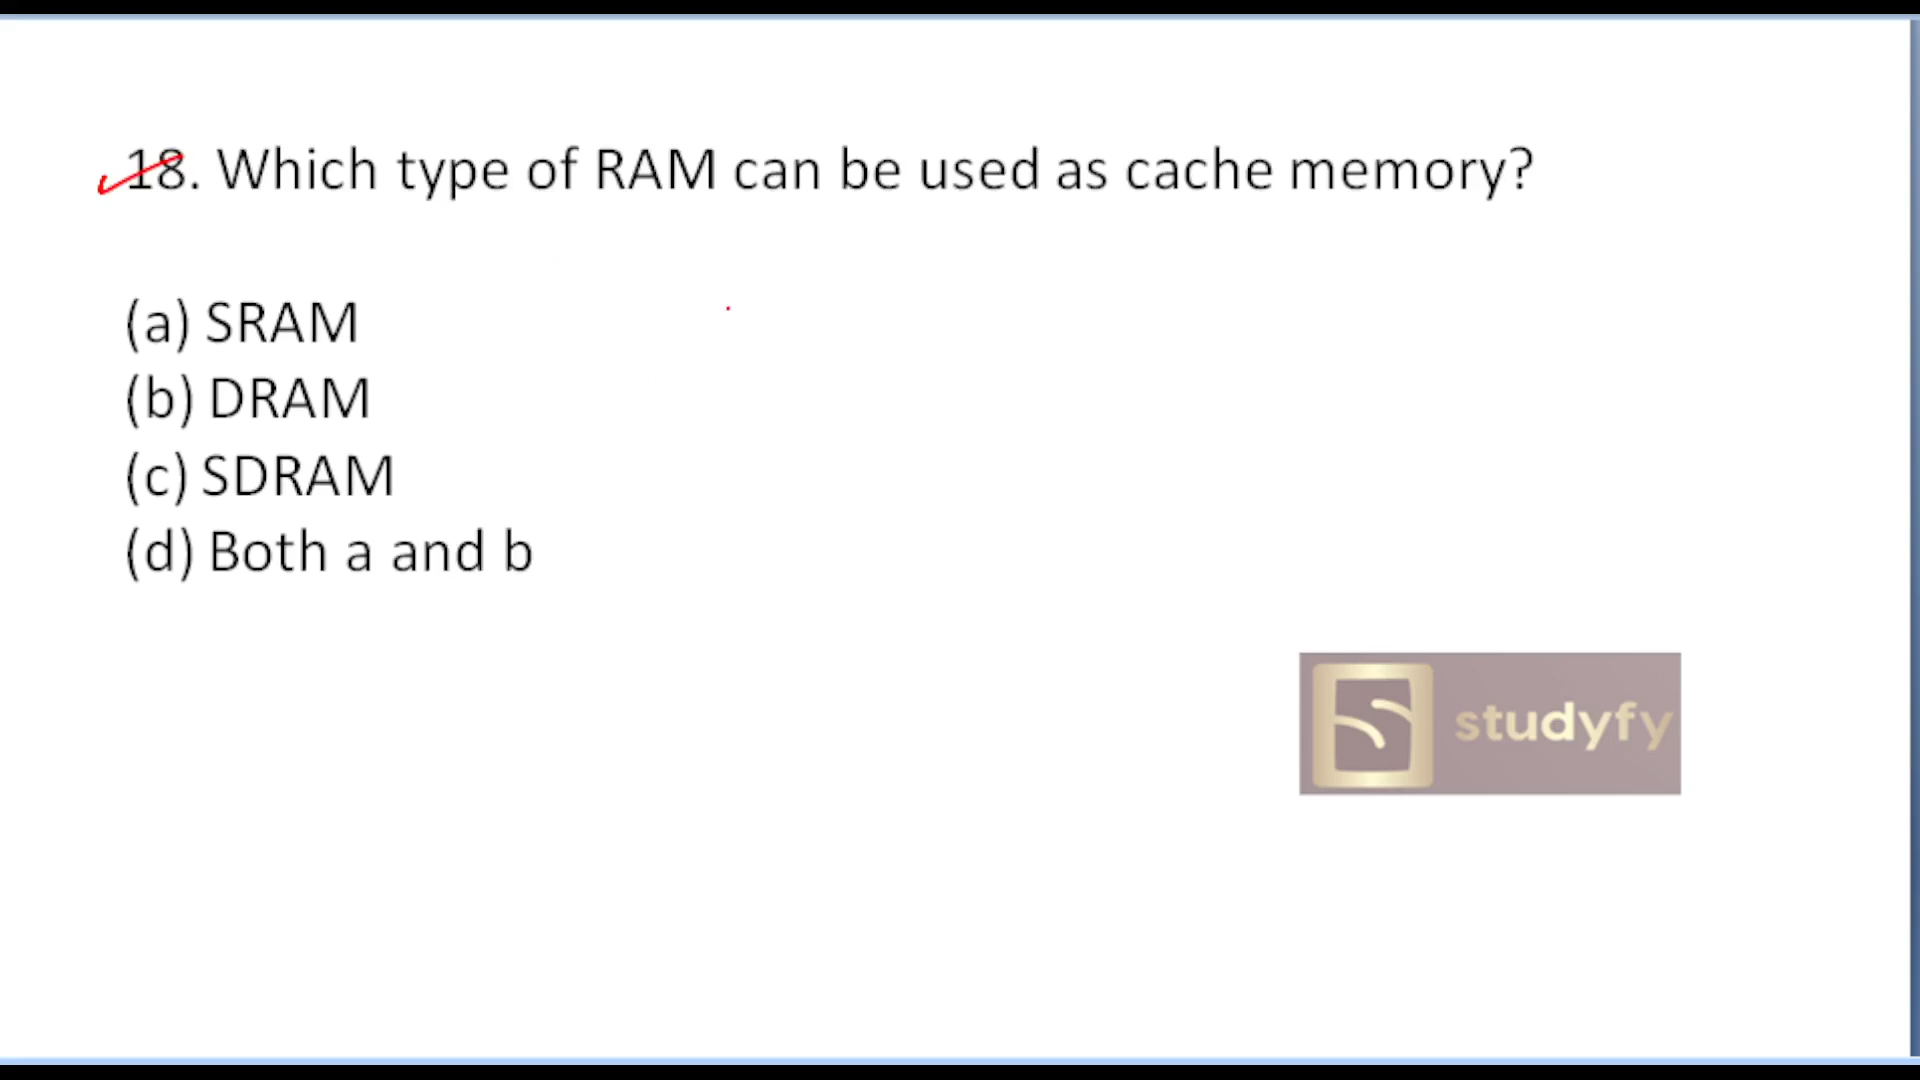 18. Which type of RAM can be used as cache memory?
(a) SRAM
(b) DRAM
(c) SDRAM
(d) Both a and b
studyfy